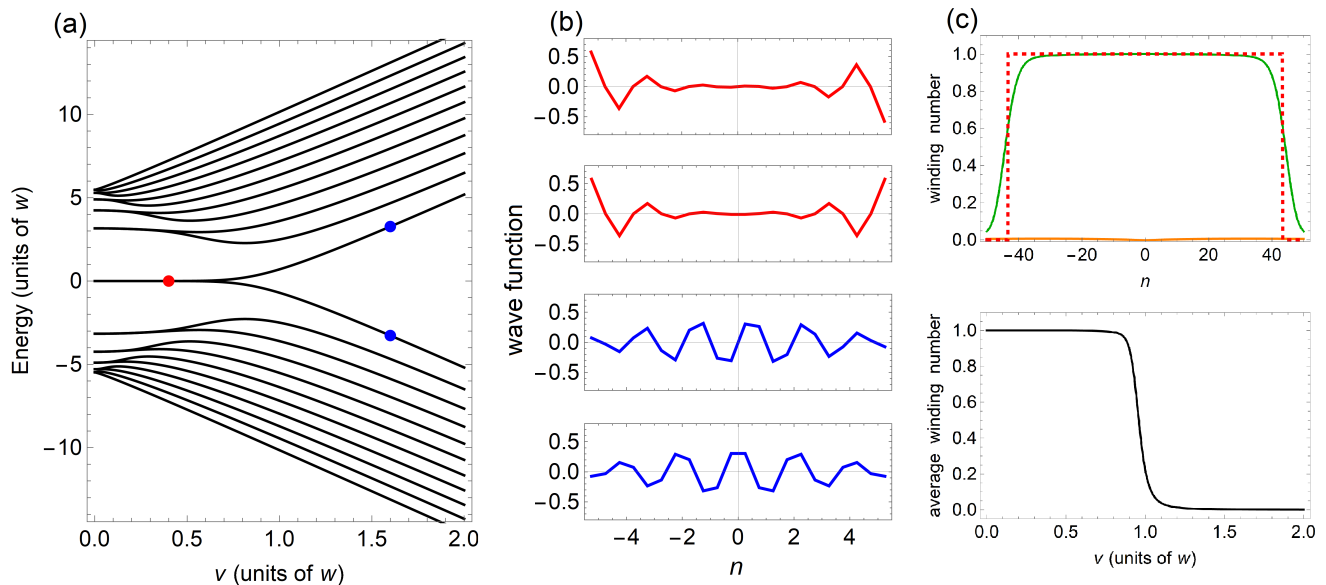 (a)
Energy (units of w)
10
5
0
−5
−10
0.0 0.5 1.0 1.5 2.0
v (units of w)
(b)
wave function
0.5
0.0
−0.5
0.5
0.0
−0.5
0.5
0.0
−0.5
0.5
0.0
−0.5
−4 −2 0 2 4
n
(c)
winding number
1.0
0.8
0.6
0.4
0.2
0.0
−40 −20 0 20 40
n
average winding number
1.0
0.8
0.6
0.4
0.2
0.0
0.0 0.5 1.0 1.5 2.0
v (units of w)